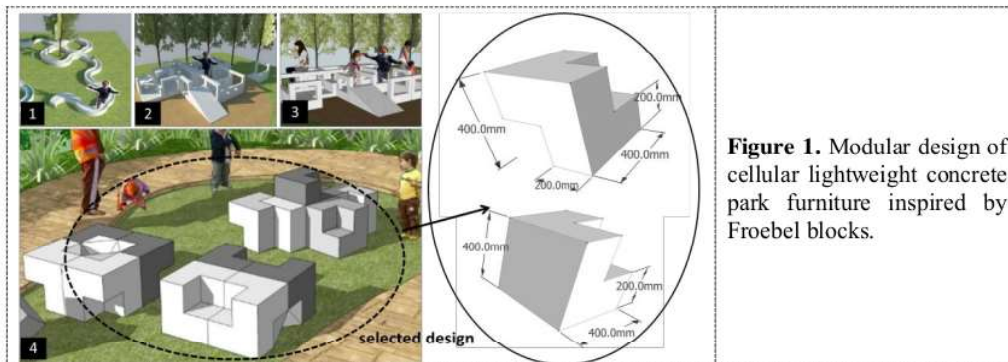 1
2
3
4
selected design
400.0mm
200.0mm
200.0mm
400.0mm
400.0mm
200.0mm
400.0mm
Figure 1. Modular design of
cellular lightweight concrete
park furniture inspired by
Froebel blocks.